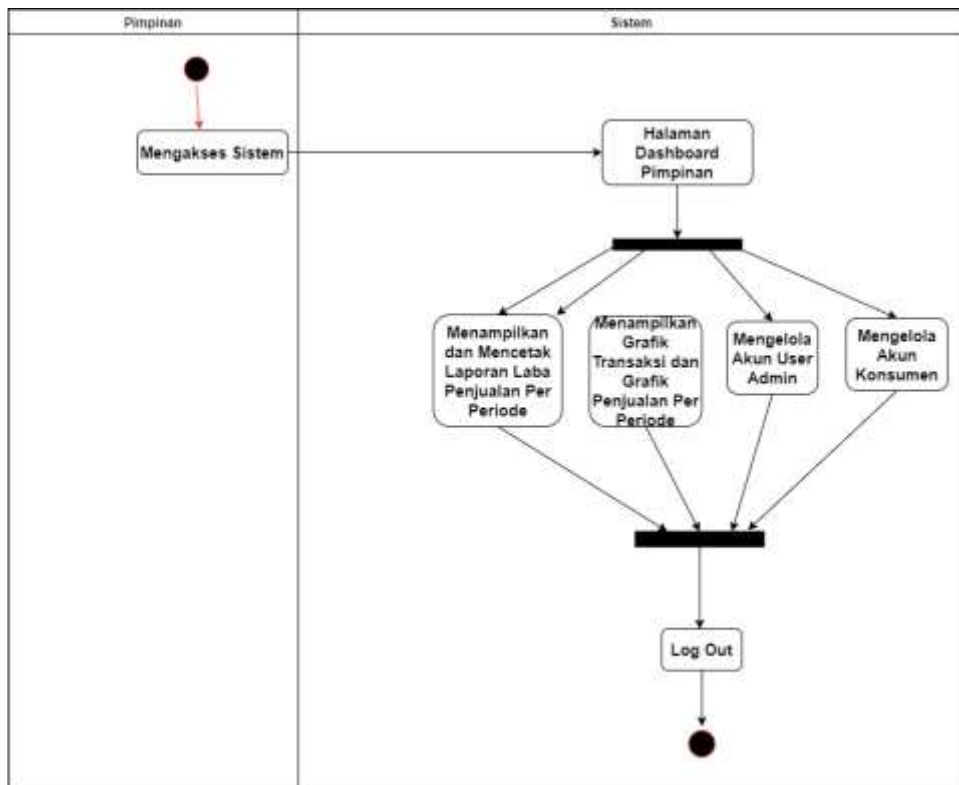 Pimpinan
Sistem
Mengakses Sistem
Halaman
Dashboard
Pimpinan
Menampilkan
dan Mencetak
Laporan Laba
Penjualan Per
Periode
Menampilkan
Grafik
Transaksi dan
Grafik
Penjualan Per
Periode
Mengelola
Akun User
Admin
Mengelola
Akun
Konsumen
Log Out